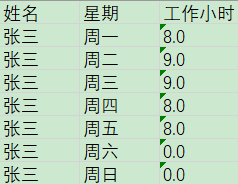 姓名 星期 工作小时
张三 周一 8.0
张三 周二 9.0
张三 周三 9.0
张三 周四 8.0
张三 周五 8.0
张三 周六 0.0
张三 周日 0.0